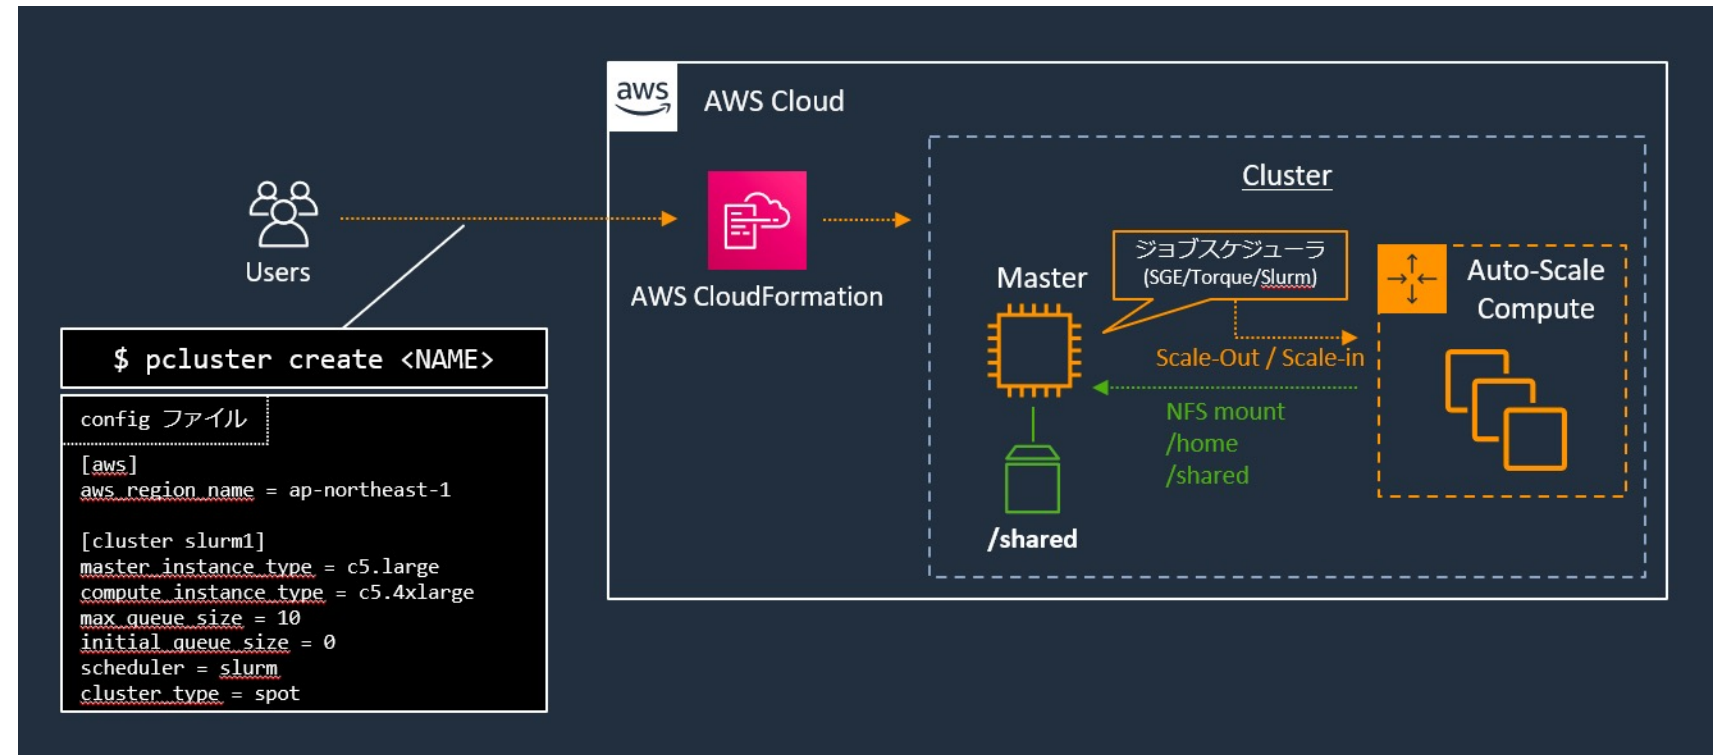 aws
AWS Cloud
Cluster
Users
AWS CloudFormation
Master
ジョブスケジューラ
(SGE/Torque/Slurm)
Auto-Scale
Compute
Scale-Out / Scale-in
NFS mount
/home
/shared
/shared
$ pcluster create <NAME>
config ファイル
[aws]
aws_region_name = ap-northeast-1
[cluster slurm1]
master_instance_type = c5.large
compute_instance_type = c5.4xlarge
max_queue_size = 10
initial_queue_size = 0
scheduler = slurm
cluster_type = spot